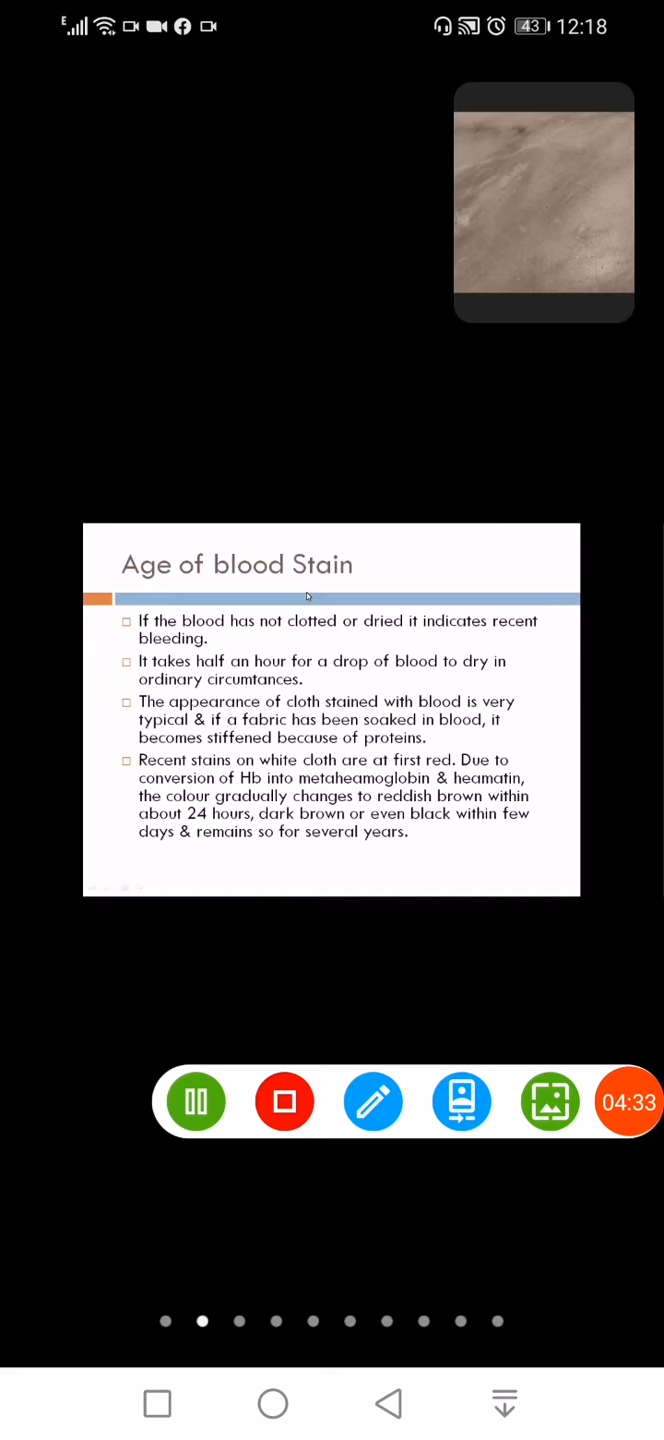 E 43 12:18
Age of blood Stain
If the blood has not clotted or dried it indicates recent
bleeding.
It takes half an hour for a drop of blood to dry in
ordinary circumtances.
The appearance of cloth stained with blood is very
typical & if a fabric has been soaked in blood, it
becomes stiffened because of proteins.
Recent stains on white cloth are at first red. Due to
conversion of Hb into metaheamoglobin & heamatin,
the colour gradually changes to reddish brown within
about 24 hours, dark brown or even black within few
days & remains so for several years.
04:33